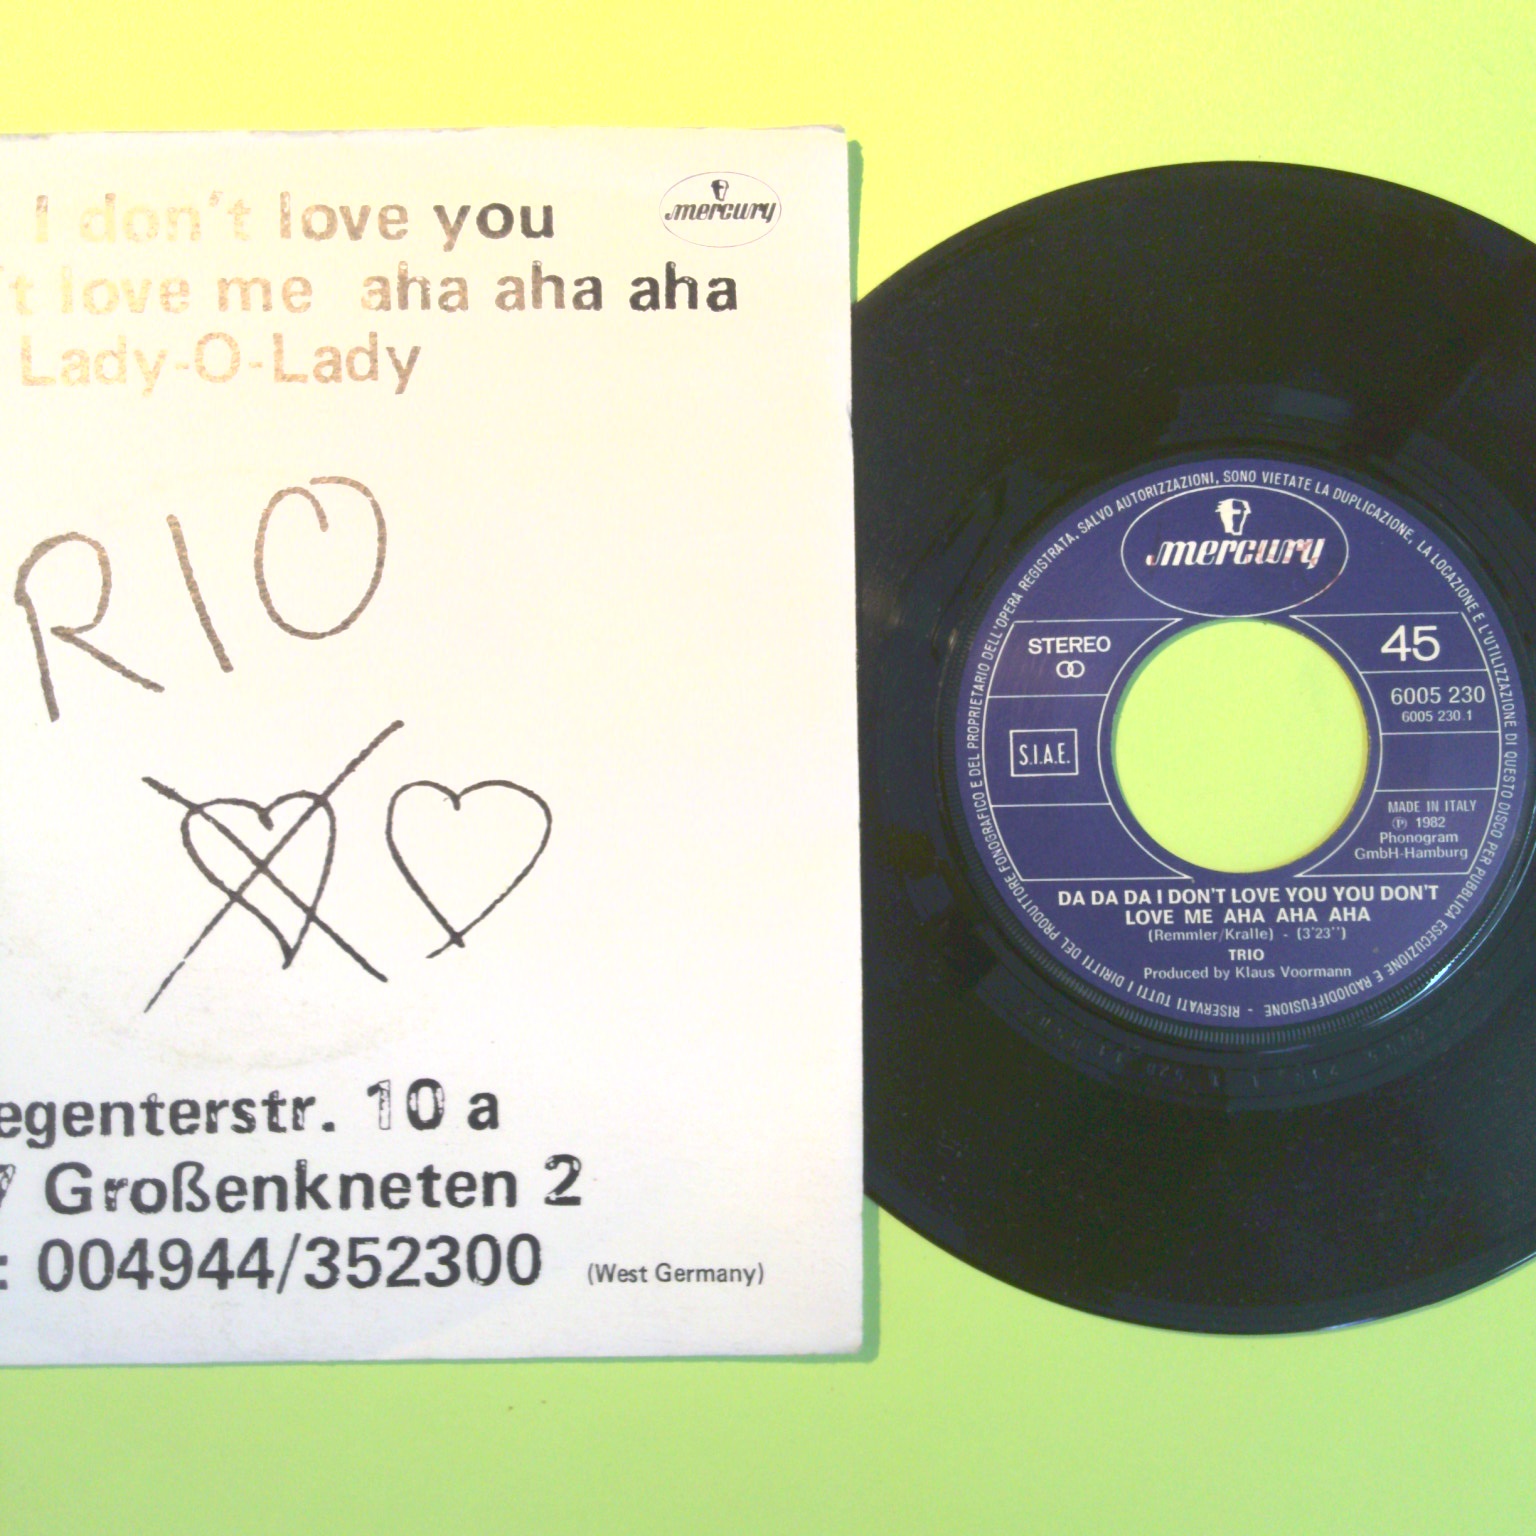 I don't love you
't love me aha aha aha
Lady-O-Lady
mercury
RIO
egenterstr. 10 a
7 Großenkneten 2
: 004944/352300 (West Germany)
RISERVATI TUTTI I DIRITTI DEL PRODUTTORE FONOGRAFICO E DEL PROPRIETARIO DELL'OPERA REGISTRATA. SALVO AUTORIZZAZIONI, SONO VIETATE LA DUPLICAZIONE, LA LOCAZIONE E L'UTILIZZAZIONE DI QUESTO DISCO PER PUBBLICA ESECUZIONE E RADIODIFFUSIONE -
mercury
STEREO
S.I.A.E.
45
6005 230
6005 230.1
MADE IN ITALY
℗ 1982
Phonogram
GmbH-Hamburg
DA DA DA I DON'T LOVE YOU YOU DON'T
LOVE ME AHA AHA AHA
(Remmler/Kralle) - (3'23'')
TRIO
Produced by Klaus Voormann